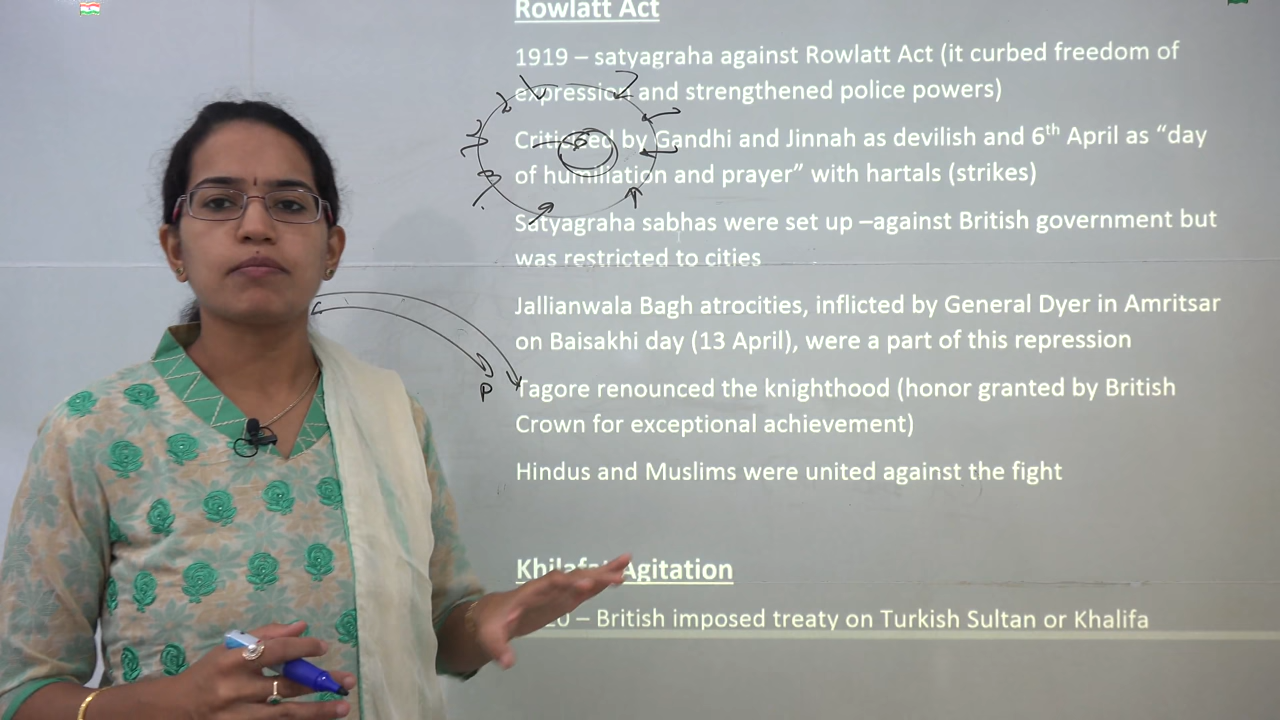 Rowlatt Act
1919 – satyagraha against Rowlatt Act (it curbed freedom of
expression and strengthened police powers)
Criticised by Gandhi and Jinnah as devilish and 6th April as “day
of humiliation and prayer” with hartals (strikes)
Satyagraha sabhas were set up –against British government but
was restricted to cities
Jallianwala Bagh atrocities, inflicted by General Dyer in Amritsar
on Baisakhi day (13 April), were a part of this repression
P
Tagore renounced the knighthood (honor granted by British
Crown for exceptional achievement)
Hindus and Muslims were united against the fight
Khilafat Agitation
– British imposed treaty on Turkish Sultan or Khalifa